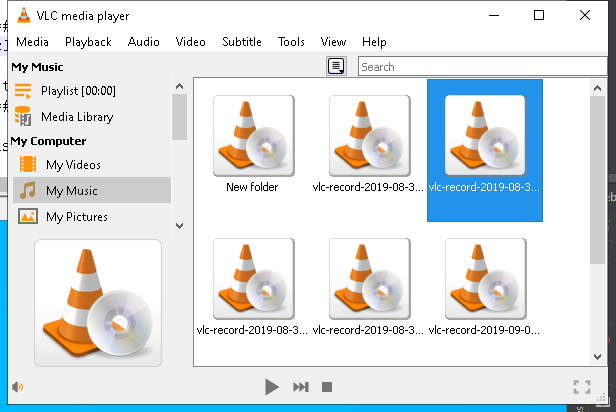 VLC media player
Media Playback Audio Video Subtitle Tools View Help
My Music
Search
Playlist [00:00]
Media Library
My Computer
My Videos
My Music
My Pictures
New folder
vlc-record-2019-08-3...
vlc-record-2019-08-3...
vlc-record-2019-08-3...
vlc-record-2019-08-3...
vlc-record-2019-09-0...